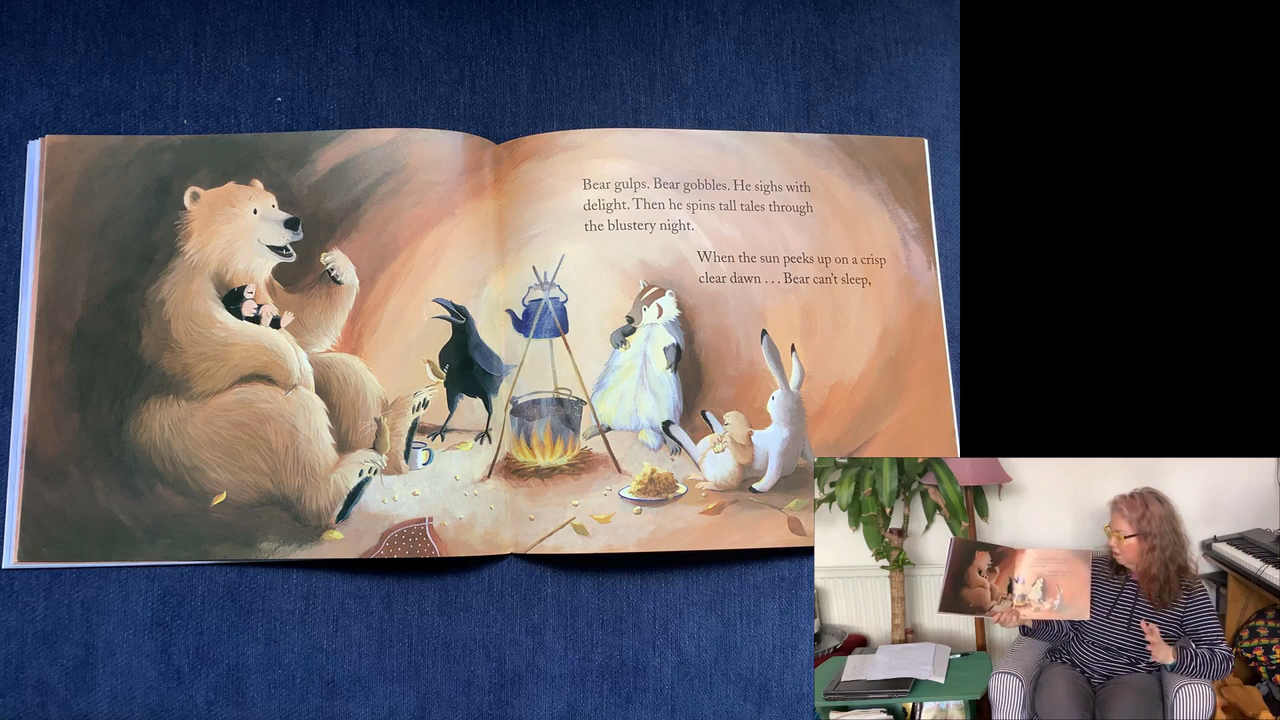 Bear gulps. Bear gobbles. He sighs with
delight. Then he spins tall tales through
the blustery night.
When the sun peeks up on a crisp
clear dawn . . . Bear can't sleep,